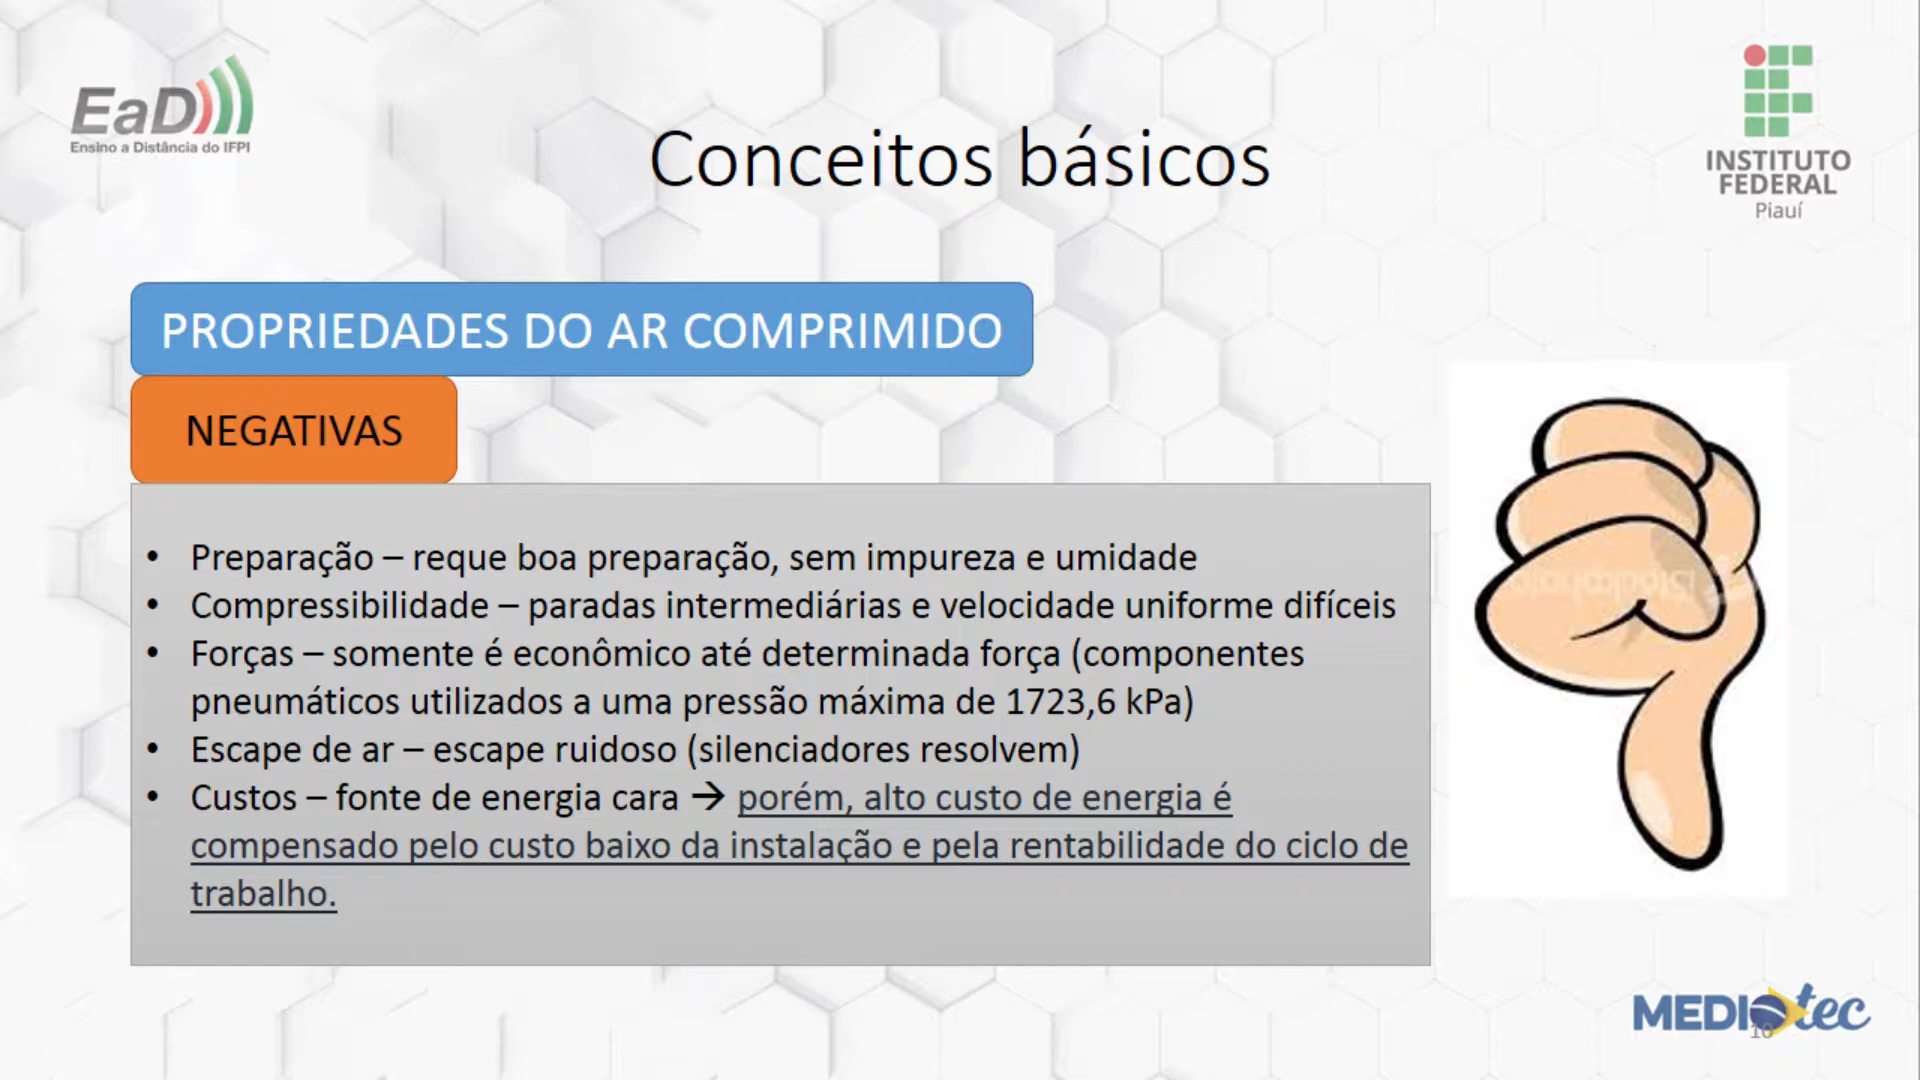 EaD
Ensino a Distância do IFPI
INSTITUTO
FEDERAL
Piauí
Conceitos básicos
PROPRIEDADES DO AR COMPRIMIDO
NEGATIVAS
• Preparação – reque boa preparação, sem impureza e umidade
• Compressibilidade – paradas intermediárias e velocidade uniforme difíceis
• Forças – somente é econômico até determinada força (componentes
pneumáticos utilizados a uma pressão máxima de 1723,6 kPa)
• Escape de ar – escape ruidoso (silenciadores resolvem)
• Custos – fonte de energia cara → porém, alto custo de energia é
compensado pelo custo baixo da instalação e pela rentabilidade do ciclo de
trabalho.
MEDIOtec
10